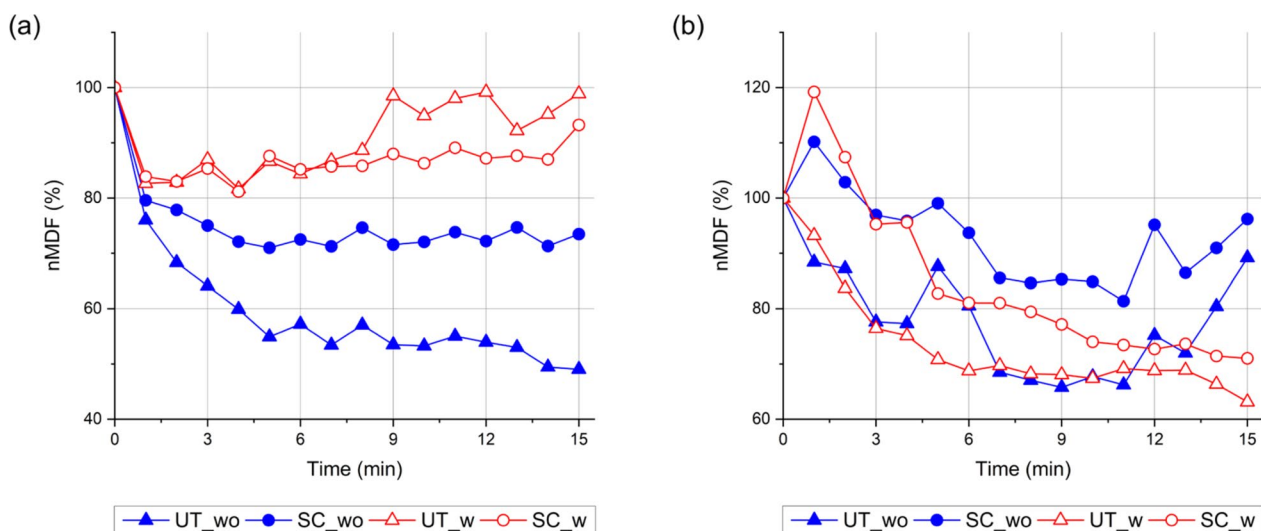 (a)
(b)
nMDF (%)
100
80
60
40
0 3 6 9 12 15
Time (min)
UT_wo SC_wo UT_w SC_w
nMDF (%)
120
100
80
60
0 3 6 9 12 15
Time (min)
UT_wo SC_wo UT_w SC_w